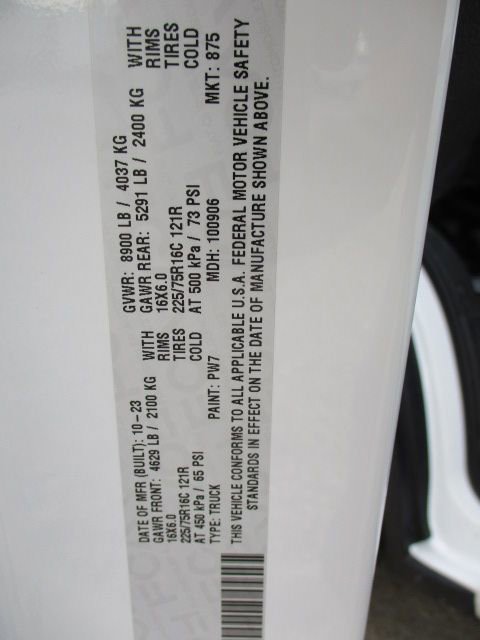 DATE OF MFR (BUILT): 10-23 GVWR: 8900 LB / 4037 KG
GAWR FRONT: 4629 LB / 2100 KG WITH GAWR REAR: 5291 LB / 2400 KG WITH
16X6.0 RIMS 16X6.0 RIMS
225/75R16C 121R TIRES 225/75R16C 121R TIRES
AT 450 kPa / 65 PSI COLD AT 500 kPa / 73 PSI COLD
TYPE: TRUCK PAINT: PW7 MDH: 100906 MKT: 875
THIS VEHICLE CONFORMS TO ALL APPLICABLE U.S.A. FEDERAL MOTOR VEHICLE SAFETY
STANDARDS IN EFFECT ON THE DATE OF MANUFACTURE SHOWN ABOVE.